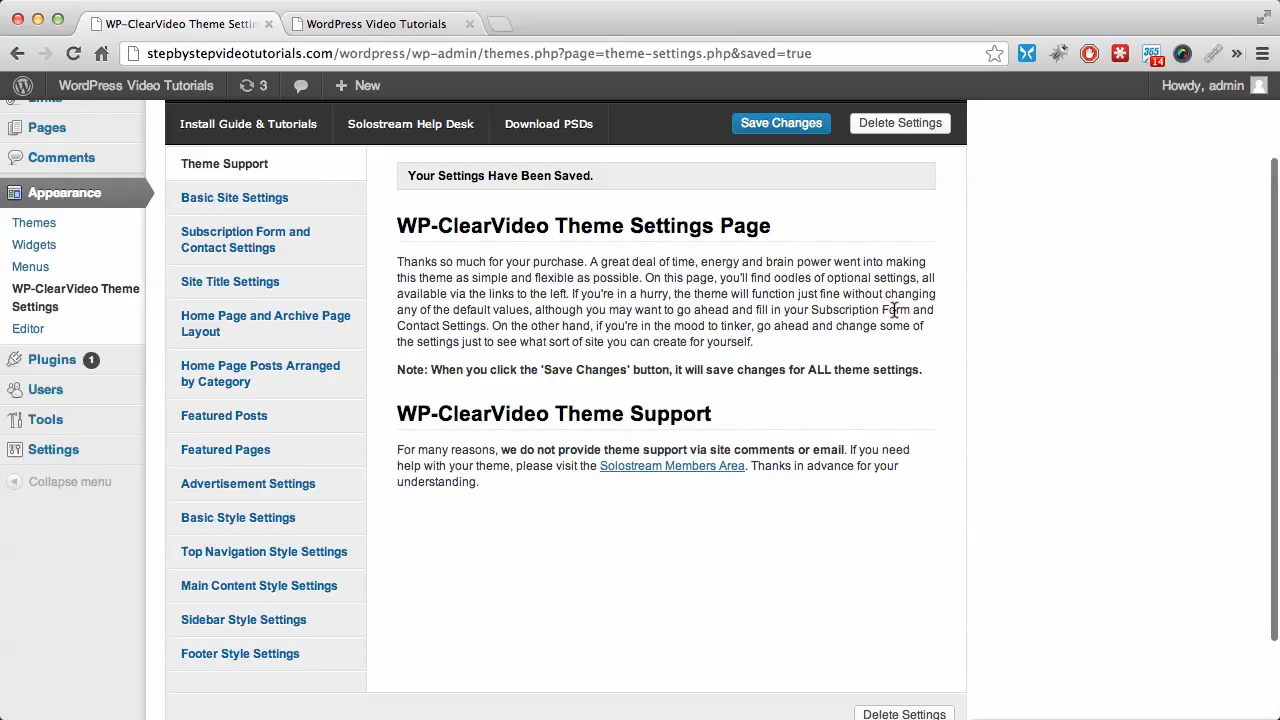 WP-ClearVideo Theme Settin
WordPress Video Tutorials
stepbystepvideotutorials.com/wordpress/wp-admin/themes.php?page=theme-settings.php&saved=true
365
14
WordPress Video Tutorials
3
New
Howdy, admin
Links
Pages
Comments
Appearance
Themes
Widgets
Menus
WP-ClearVideo Theme
Settings
Editor
Plugins 1
Users
Tools
Settings
Collapse menu
Install Guide & Tutorials
Solostream Help Desk
Download PSDs
Save Changes
Delete Settings
Theme Support
Basic Site Settings
Subscription Form and
Contact Settings
Site Title Settings
Home Page and Archive Page
Layout
Home Page Posts Arranged
by Category
Featured Posts
Featured Pages
Advertisement Settings
Basic Style Settings
Top Navigation Style Settings
Main Content Style Settings
Sidebar Style Settings
Footer Style Settings
Your Settings Have Been Saved.
WP-ClearVideo Theme Settings Page
Thanks so much for your purchase. A great deal of time, energy and brain power went into making
this theme as simple and flexible as possible. On this page, you'll find oodles of optional settings, all
available via the links to the left. If you're in a hurry, the theme will function just fine without changing
any of the default values, although you may want to go ahead and fill in your Subscription Form and
Contact Settings. On the other hand, if you're in the mood to tinker, go ahead and change some of
the settings just to see what sort of site you can create for yourself.
Note: When you click the 'Save Changes' button, it will save changes for ALL theme settings.
WP-ClearVideo Theme Support
For many reasons, we do not provide theme support via site comments or email. If you need
help with your theme, please visit the Solostream Members Area. Thanks in advance for your
understanding.
Delete Settings